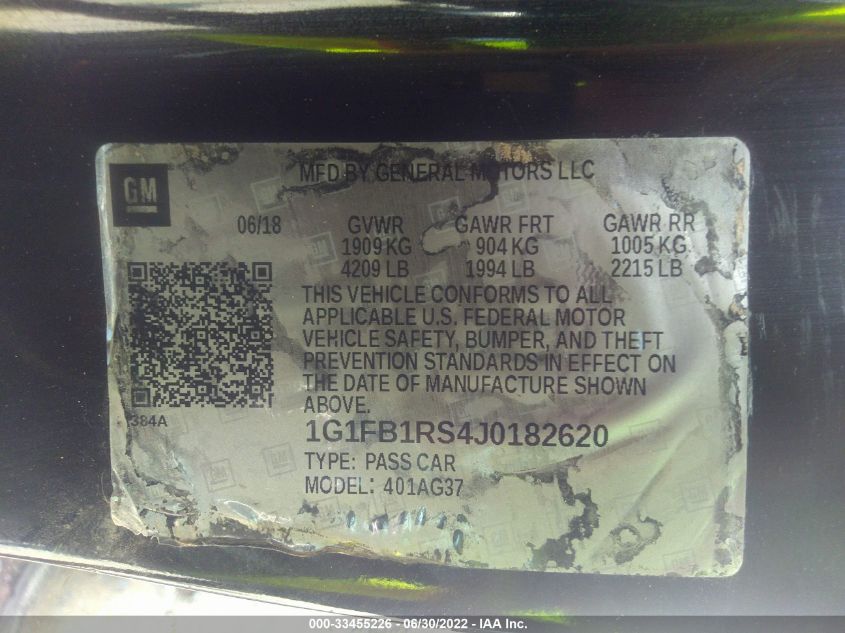 MFD BY GENERAL MOTORS LLC
GM
06/18 GVWR GAWR FRT GAWR RR
1909 KG 904 KG 1005 KG
4209 LB 1994 LB 2215 LB
THIS VEHICLE CONFORMS TO ALL
APPLICABLE U.S. FEDERAL MOTOR
VEHICLE SAFETY, BUMPER, AND THEFT
PREVENTION STANDARDS IN EFFECT ON
THE DATE OF MANUFACTURE SHOWN
ABOVE.
384A
1G1FB1RS4J0182620
TYPE: PASS CAR
MODEL: 401AG37
000-33455226 - 06/30/2022 - IAA Inc.